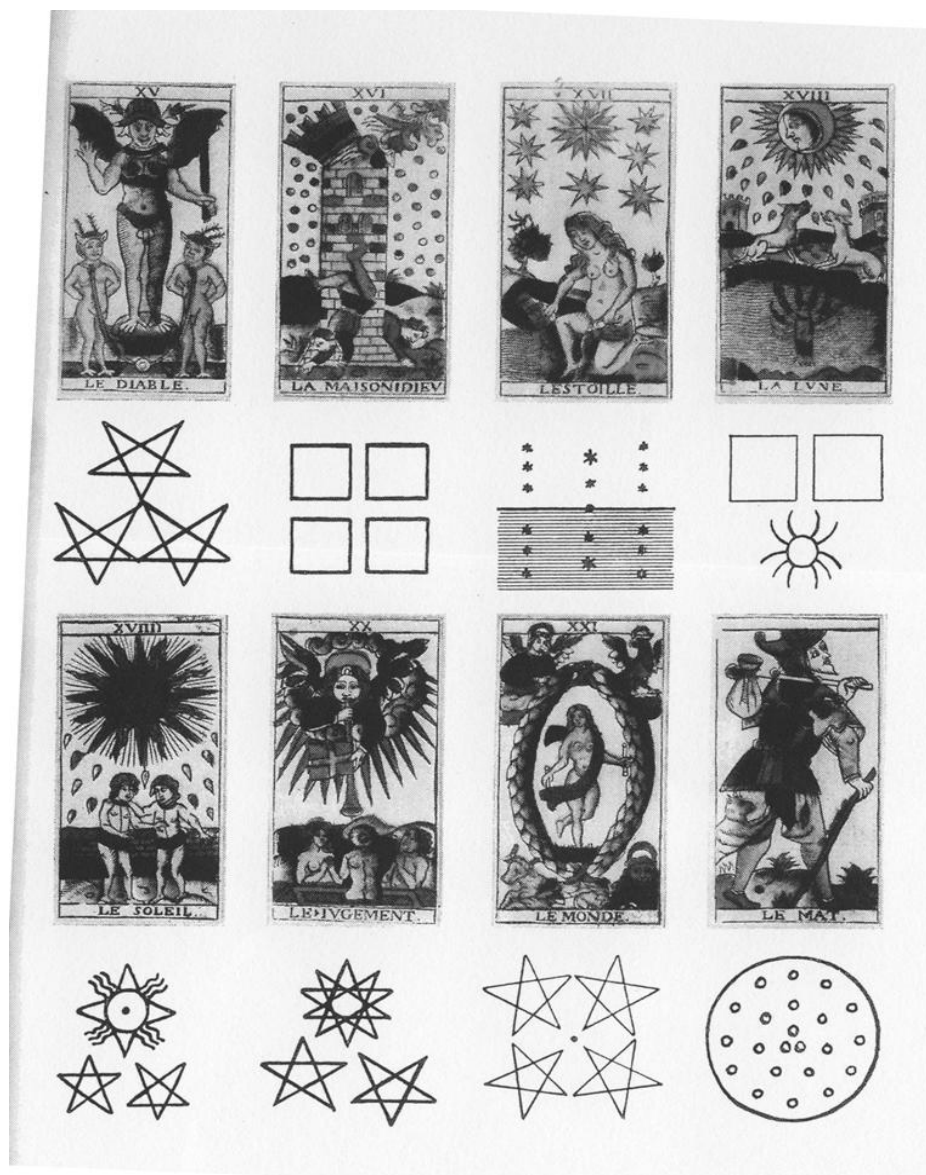 XV
LE DIABLE.
XVI
LA MAISONIDIEV
XVII
LESTOILLE.
XVIII
LA LVNE.
XVIIII
LE SOLEIL.
XX
LE IVGEMENT.
XXI
LE MONDE.
LE MAT.